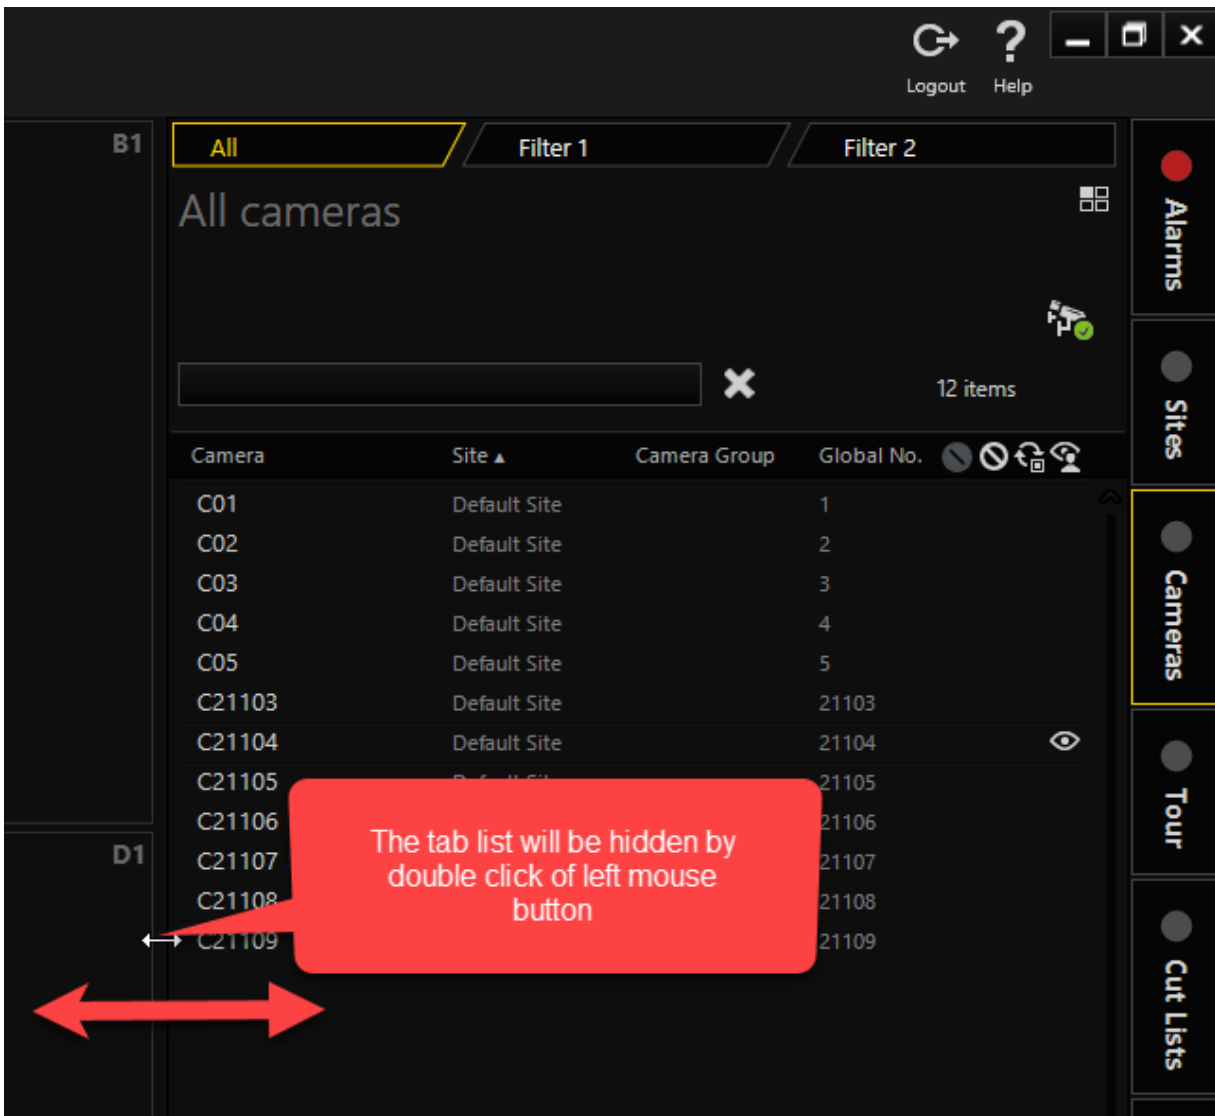 Logout Help
B1
All Filter 1 Filter 2
All cameras
12 items
Camera Site Camera Group Global No.
C01 Default Site 1
C02 Default Site 2
C03 Default Site 3
C04 Default Site 4
C05 Default Site 5
C21103 Default Site 21103
C21104 Default Site 21104
C21105 21105
C21106 21106
D1
C21107 21107
C21108 21108
C21109 21109
The tab list will be hidden by
double click of left mouse
button
Alarms
Sites
Cameras
Tour
Cut Lists